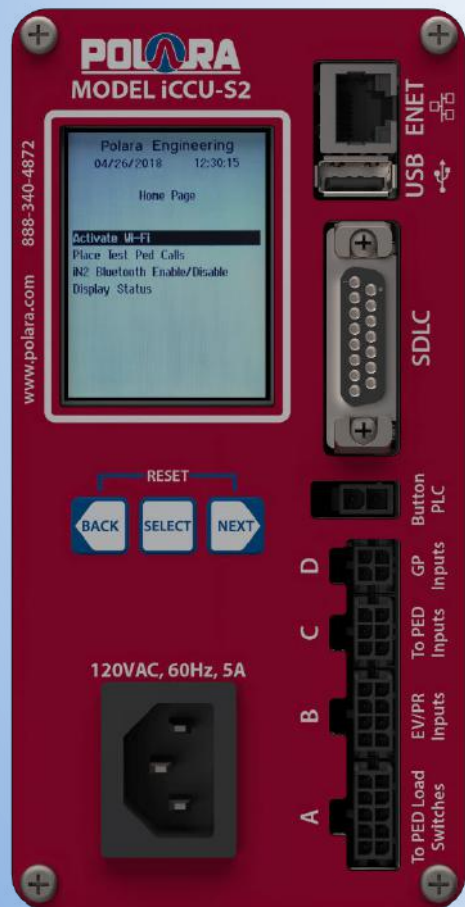 POLARA
MODEL iCCU-S2
888-340-4872
www.polara.com
Polara Engineering
04/26/2018 12:30:15
Home Page
Activate Wi-Fi
Place Test Ped Calls
iN2 Bluetooth Enable/Disable
Display Status
RESET
BACK SELECT NEXT
120VAC, 60Hz, 5A
ENET
USB
SDLC
Button
PLC
D
GP
Inputs
C
To PED
Inputs
B
EV/PR
Inputs
A
To PED Load
Switches